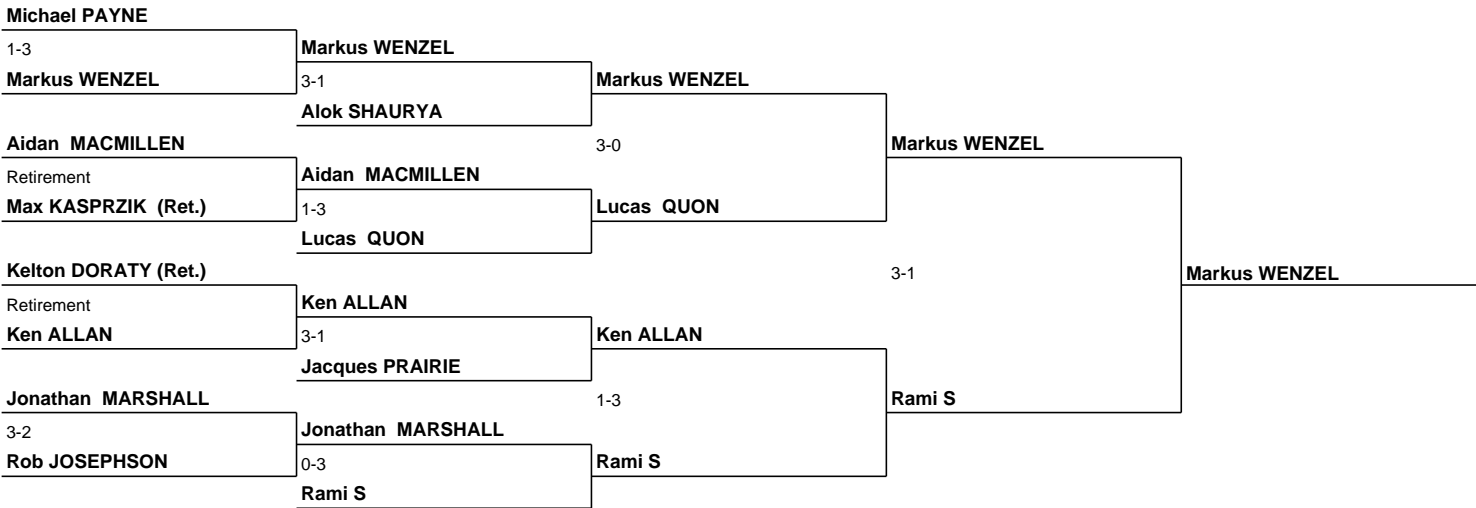 Michael PAYNE
1-3
Markus WENZEL
Markus WENZEL
3-1
Alok SHAURYA
Markus WENZEL
Aidan  MACMILLEN
Retirement
Max KASPRZIK  (Ret.)
Aidan  MACMILLEN
1-3
Lucas  QUON
3-0
Lucas  QUON
Markus WENZEL
Kelton DORATY (Ret.)
Retirement
Ken ALLAN
Ken ALLAN
3-1
Jacques PRAIRIE
Ken ALLAN
3-1
Markus WENZEL
Jonathan  MARSHALL
3-2
Rob JOSEPHSON
Jonathan  MARSHALL
0-3
Rami S
1-3
Rami S
Rami S